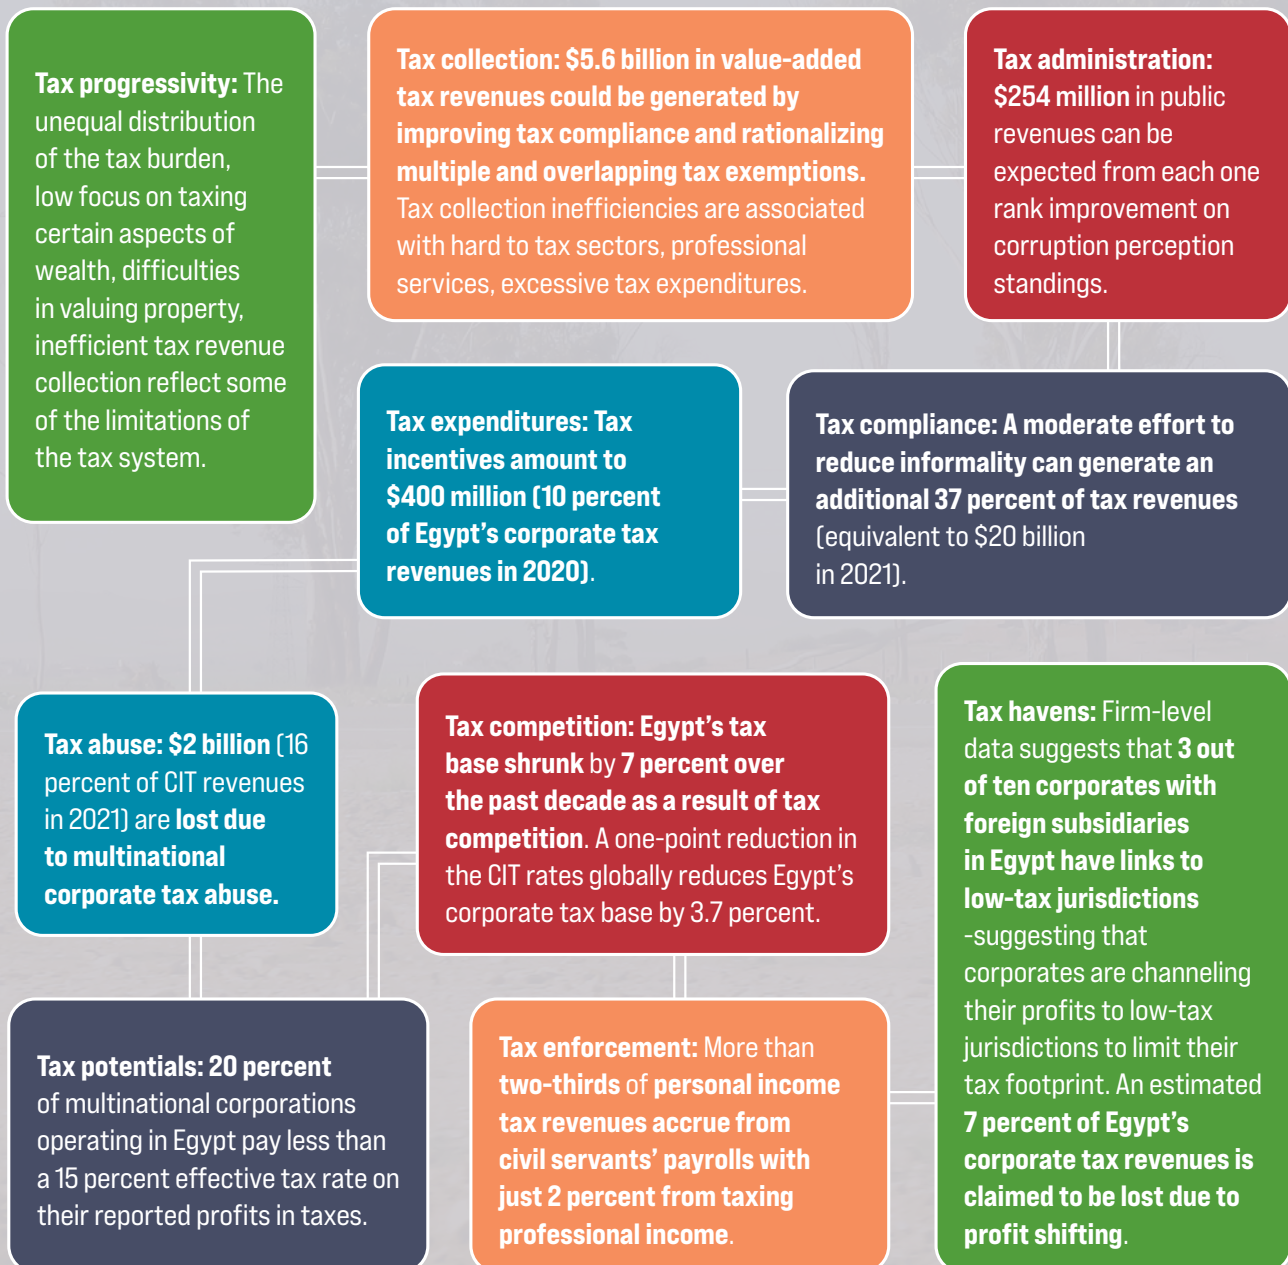 Tax progressivity: The
unequal distribution
of the tax burden,
low focus on taxing
certain aspects of
wealth, difficulties
in valuing property,
inefficient tax revenue
collection reflect some
of the limitations of
the tax system.
Tax collection: $5.6 billion in value-added
tax revenues could be generated by
improving tax compliance and rationalizing
multiple and overlapping tax exemptions.
Tax collection inefficiencies are associated
with hard to tax sectors, professional
services, excessive tax expenditures.
Tax administration:
$254 million in public
revenues can be
expected from each one
rank improvement on
corruption perception
standings.
Tax expenditures: Tax
incentives amount to
$400 million (10 percent
of Egypt’s corporate tax
revenues in 2020).
Tax compliance: A moderate effort to
reduce informality can generate an
additional 37 percent of tax revenues
(equivalent to $20 billion
in 2021).
Tax abuse: $2 billion (16
percent of CIT revenues
in 2021) are lost due
to multinational
corporate tax abuse.
Tax competition: Egypt’s tax
base shrunk by 7 percent over
the past decade as a result of tax
competition. A one-point reduction in
the CIT rates globally reduces Egypt’s
corporate tax base by 3.7 percent.
Tax havens: Firm-level
data suggests that 3 out
of ten corporates with
foreign subsidiaries
in Egypt have links to
low-tax jurisdictions
-suggesting that
corporates are channeling
their profits to low-tax
jurisdictions to limit their
tax footprint. An estimated
7 percent of Egypt’s
corporate tax revenues is
claimed to be lost due to
profit shifting.
Tax potentials: 20 percent
of multinational corporations
operating in Egypt pay less than
a 15 percent effective tax rate on
their reported profits in taxes.
Tax enforcement: More than
two-thirds of personal income
tax revenues accrue from
civil servants’ payrolls with
just 2 percent from taxing
professional income.